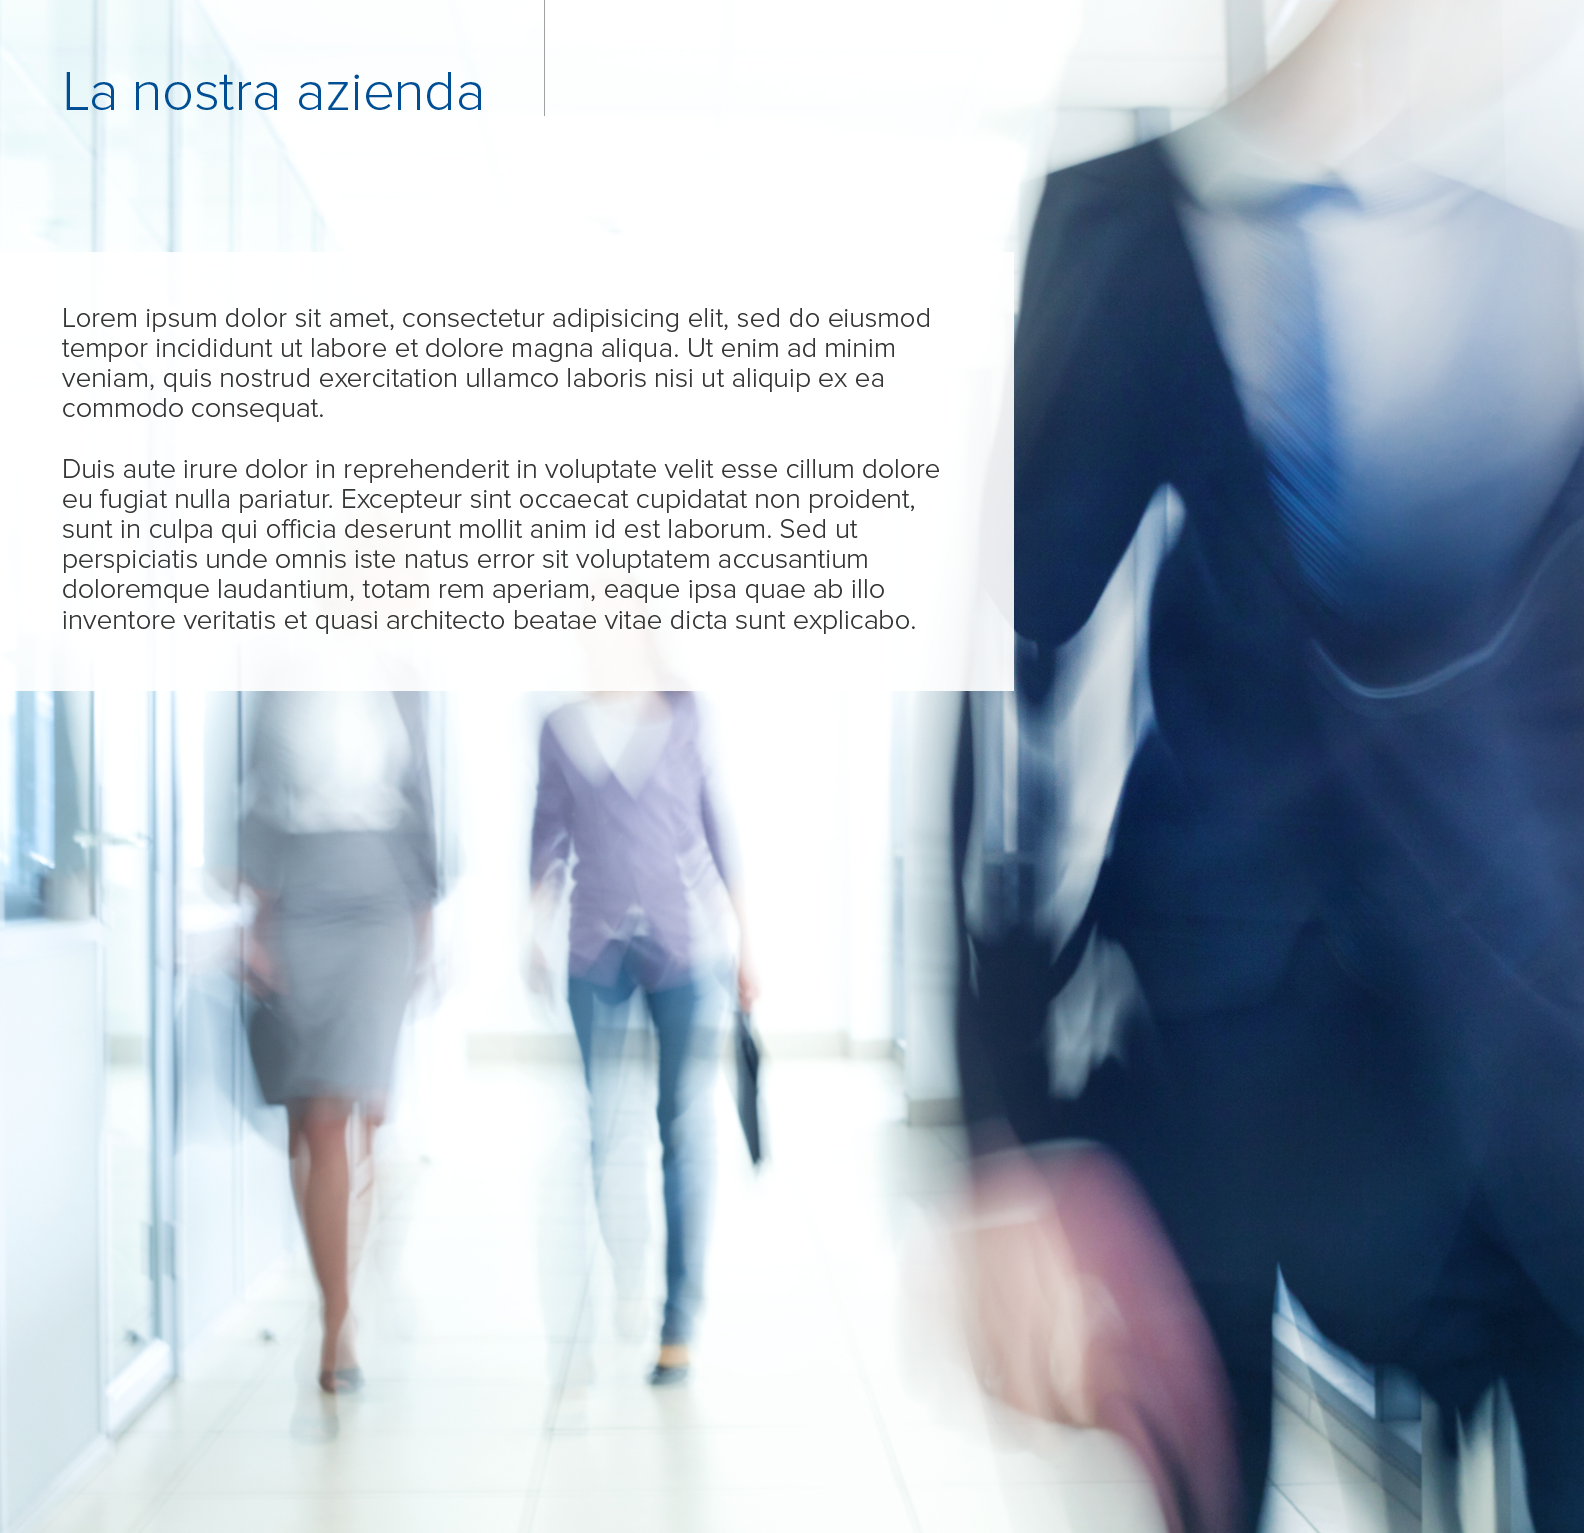 La nostra azienda
Lorem ipsum dolor sit amet, consectetur adipisicing elit, sed do eiusmod
tempor incididunt ut labore et dolore magna aliqua. Ut enim ad minim
veniam, quis nostrud exercitation ullamco laboris nisi ut aliquip ex ea
commodo consequat.
Duis aute irure dolor in reprehenderit in voluptate velit esse cillum dolore
eu fugiat nulla pariatur. Excepteur sint occaecat cupidatat non proident,
sunt in culpa qui officia deserunt mollit anim id est laborum. Sed ut
perspiciatis unde omnis iste natus error sit voluptatem accusantium
doloremque laudantium, totam rem aperiam, eaque ipsa quae ab illo
inventore veritatis et quasi architecto beatae vitae dicta sunt explicabo.